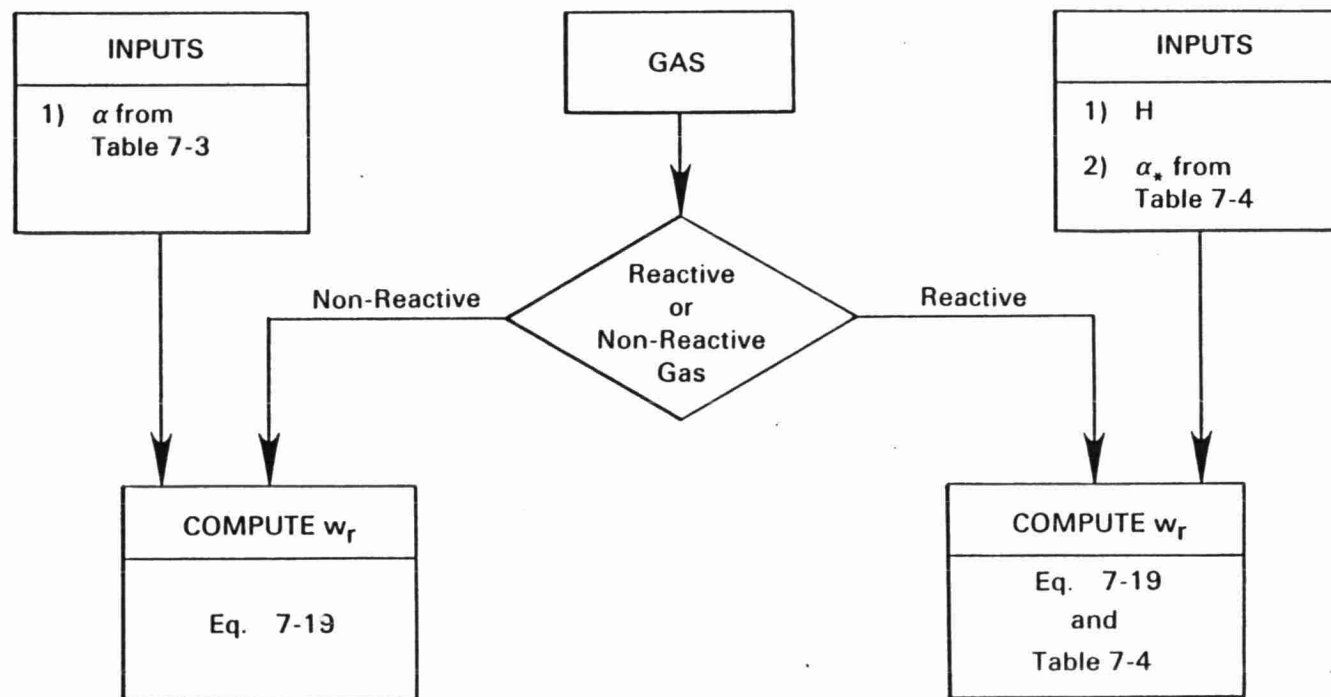 INPUTS
1) α from
Table 7-3
GAS
INPUTS
1) H
2) α* from
Table 7-4
Non-Reactive
Reactive
or
Non-Reactive
Gas
Reactive
COMPUTE wr
Eq. 7-19
COMPUTE wr
Eq. 7-19
and
Table 7-4